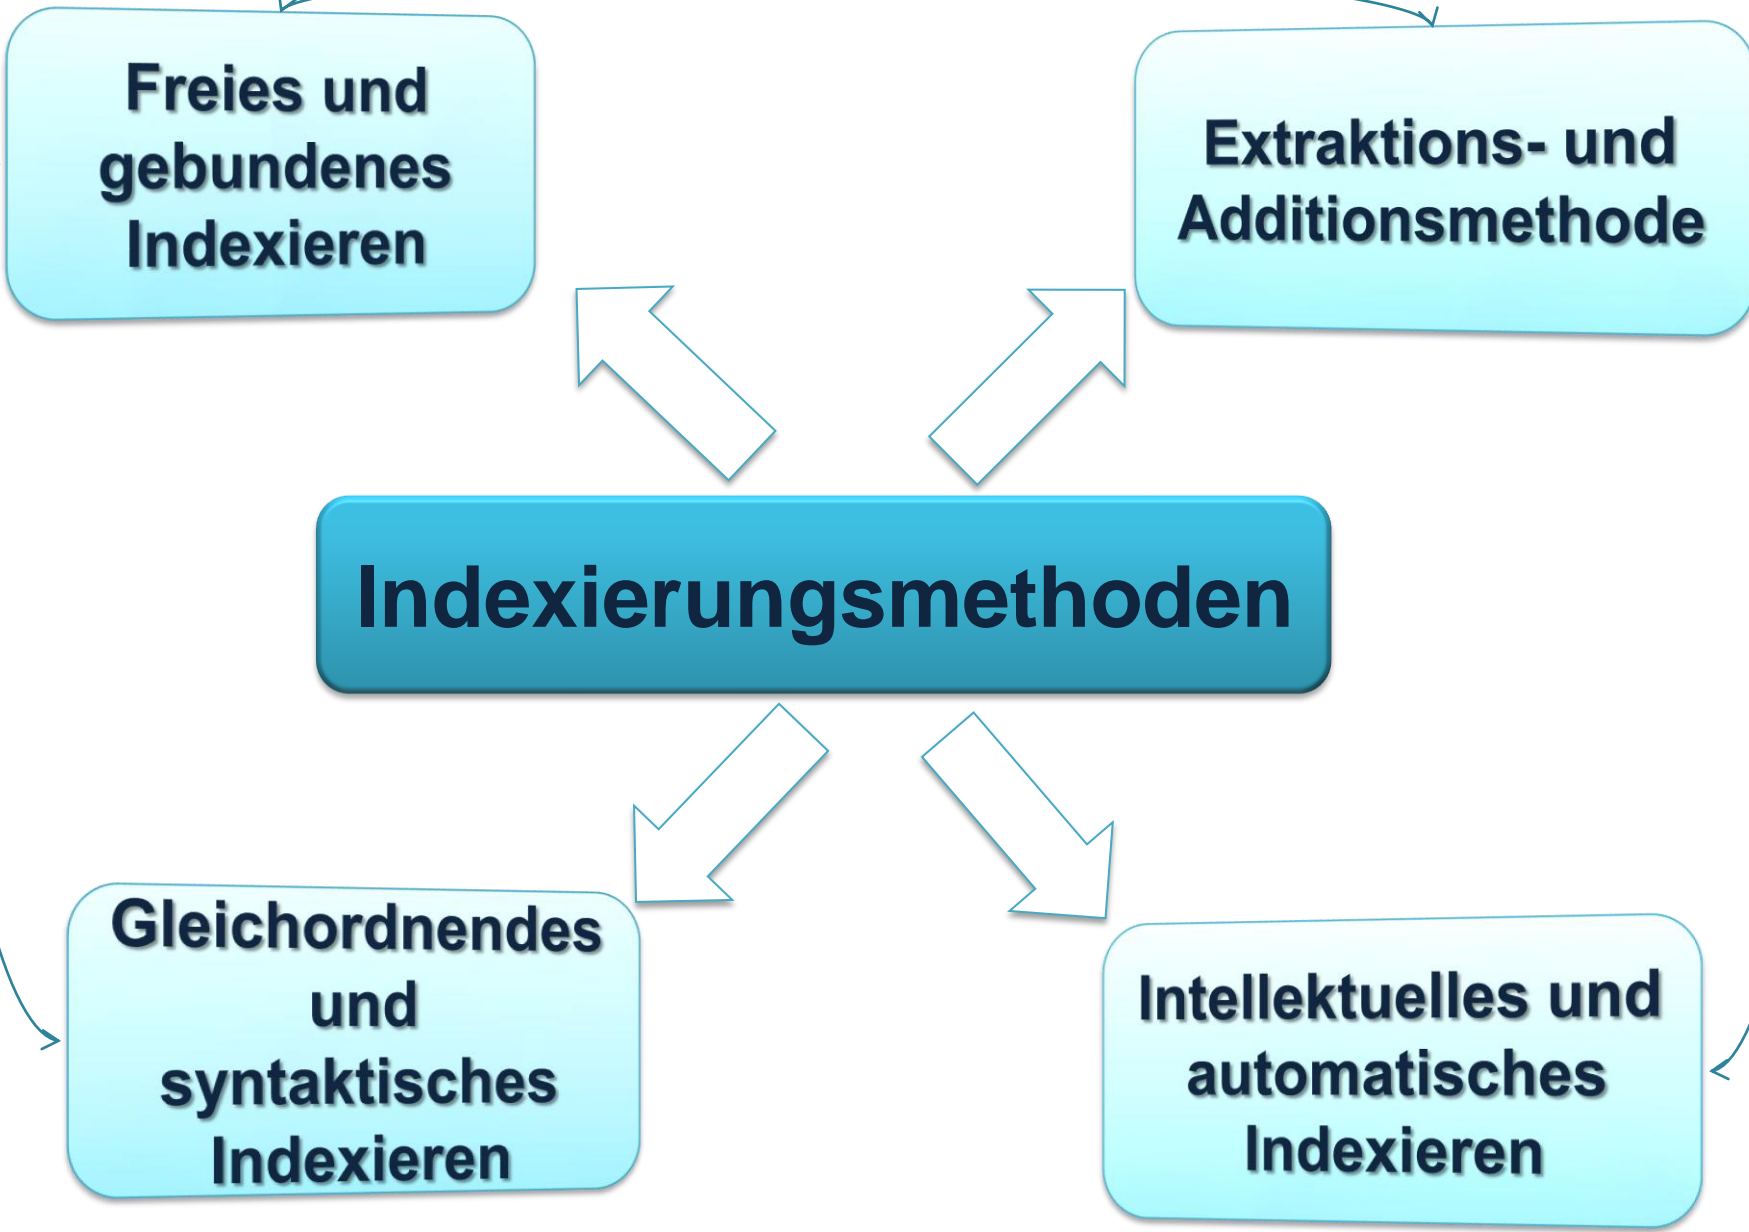 Freies und
gebundenes
Indexieren
Extraktions- und
Additionsmethode
Indexierungsmethoden
Gleichordnendes
und
syntaktisches
Indexieren
Intellektuelles und
automatisches
Indexieren